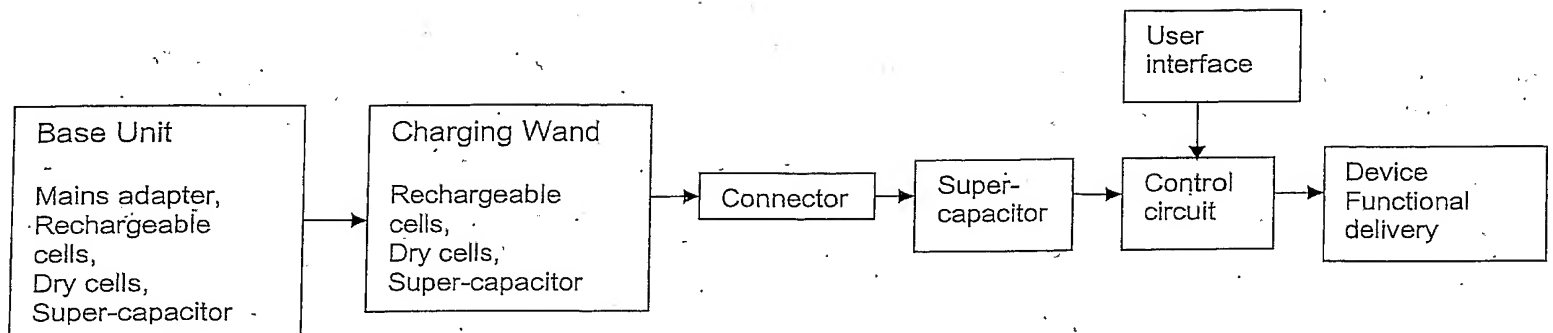 Base Unit
Mains adapter,
Rechargeable
cells,
Dry cells,
Super-capacitor
Charging Wand
Rechargeable
cells,
Dry cells,
Super-capacitor
Connector
Super-
capacitor
User
interface
Control
circuit
Device
Functional
delivery